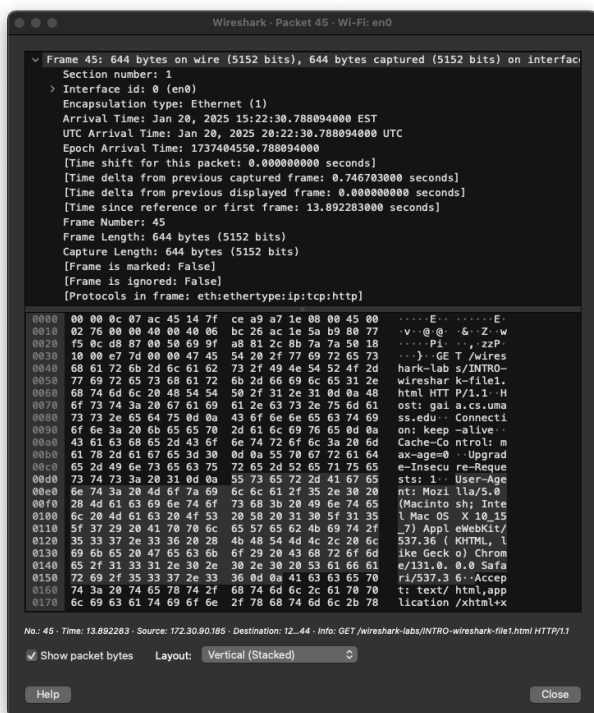 Wireshark · Packet 45 · Wi-Fi: en0
Frame 45: 644 bytes on wire (5152 bits), 644 bytes captured (5152 bits) on interfac
Section number: 1
Interface id: 0 (en0)
Encapsulation type: Ethernet (1)
Arrival Time: Jan 20, 2025 15:22:30.788094000 EST
UTC Arrival Time: Jan 20, 2025 20:22:30.788094000 UTC
Epoch Arrival Time: 1737404550.788094000
[Time shift for this packet: 0.000000000 seconds]
[Time delta from previous captured frame: 0.746703000 seconds]
[Time delta from previous displayed frame: 0.000000000 seconds]
[Time since reference or first frame: 13.892283000 seconds]
Frame Number: 45
Frame Length: 644 bytes (5152 bits)
Capture Length: 644 bytes (5152 bits)
[Frame is marked: False]
[Frame is ignored: False]
[Protocols in frame: eth:ethertype:ip:tcp:http]
0000 00 00 0c 07 ac 45 14 7f ce a9 a7 1e 08 00 45 00 ·····E·· ······E·
0010 02 76 00 00 40 00 40 06 bc 26 ac 1e 5a b9 80 77 ·v··@·@· ·&··Z··w
0020 f5 0c d8 87 00 50 69 9f a8 81 2c 8b 7a 7a 50 18 ·····Pi· ··,·zzP·
0030 10 00 e7 7d 00 00 47 45 54 20 2f 77 69 72 65 73 ···}··GE T /wires
0040 68 61 72 6b 2d 6c 61 62 73 2f 49 4e 54 52 4f 2d hark-lab s/INTRO-
0050 77 69 72 65 73 68 61 72 6b 2d 66 69 6c 65 31 2e wireshar k-file1.
0060 68 74 6d 6c 20 48 54 54 50 2f 31 2e 31 0d 0a 48 html HTT P/1.1··H
0070 6f 73 74 3a 20 67 61 69 61 2e 63 73 2e 75 6d 61 ost: gai a.cs.uma
0080 73 73 2e 65 64 75 0d 0a 43 6f 6e 6e 65 63 74 69 ss.edu·· Connecti
0090 6f 6e 3a 20 6b 65 65 70 2d 61 6c 69 76 65 0d 0a on: keep -alive··
00a0 43 61 63 68 65 2d 43 6f 6e 74 72 6f 6c 3a 20 6d Cache-Co ntrol: m
00b0 61 78 2d 61 67 65 3d 30 0d 0a 55 70 67 72 61 64 ax-age=0 ··Upgrad
00c0 65 2d 49 6e 73 65 63 75 72 65 2d 52 65 71 75 65 e-Insecu re-Reque
00d0 73 74 73 3a 20 31 0d 0a 55 73 65 72 2d 41 67 65 sts: 1·· User-Age
00e0 6e 74 3a 20 4d 6f 7a 69 6c 6c 61 2f 35 2e 30 20 nt: Mozi lla/5.0
00f0 28 4d 61 63 69 6e 74 6f 73 68 3b 20 49 6e 74 65 (Macinto sh; Inte
0100 6c 20 4d 61 63 20 4f 53 20 58 20 31 30 5f 31 35 l Mac OS X 10_15
0110 5f 37 29 20 41 70 70 6c 65 57 65 62 4b 69 74 2f _7) Appl eWebKit/
0120 35 33 37 2e 33 36 20 28 4b 48 54 4d 4c 2c 20 6c 537.36 ( KHTML, l
0130 69 6b 65 20 47 65 63 6b 6f 29 20 43 68 72 6f 6d ike Geck o) Chrom
0140 65 2f 31 33 31 2e 30 2e 30 2e 30 20 53 61 66 61 e/131.0. 0.0 Safa
0150 72 69 2f 35 33 37 2e 33 36 0d 0a 41 63 63 65 70 ri/537.3 6··Accep
0160 74 3a 20 74 65 78 74 2f 68 74 6d 6c 2c 61 70 70 t: text/ html,app
0170 6c 69 63 61 74 69 6f 6e 2f 78 68 74 6d 6c 2b 78 lication /xhtml+x
No.: 45 · Time: 13.892283 · Source: 172.30.90.185 · Destination: 12...44 · Info: GET /wireshark-labs/INTRO-wireshark-file1.html HTTP/1.1
Show packet bytes Layout: Vertical (Stacked)
Help Close